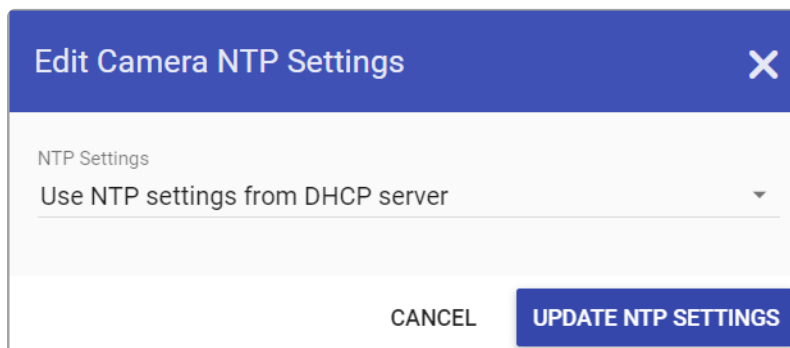 Edit Camera NTP Settings
NTP Settings
Use NTP settings from DHCP server
CANCEL UPDATE NTP SETTINGS